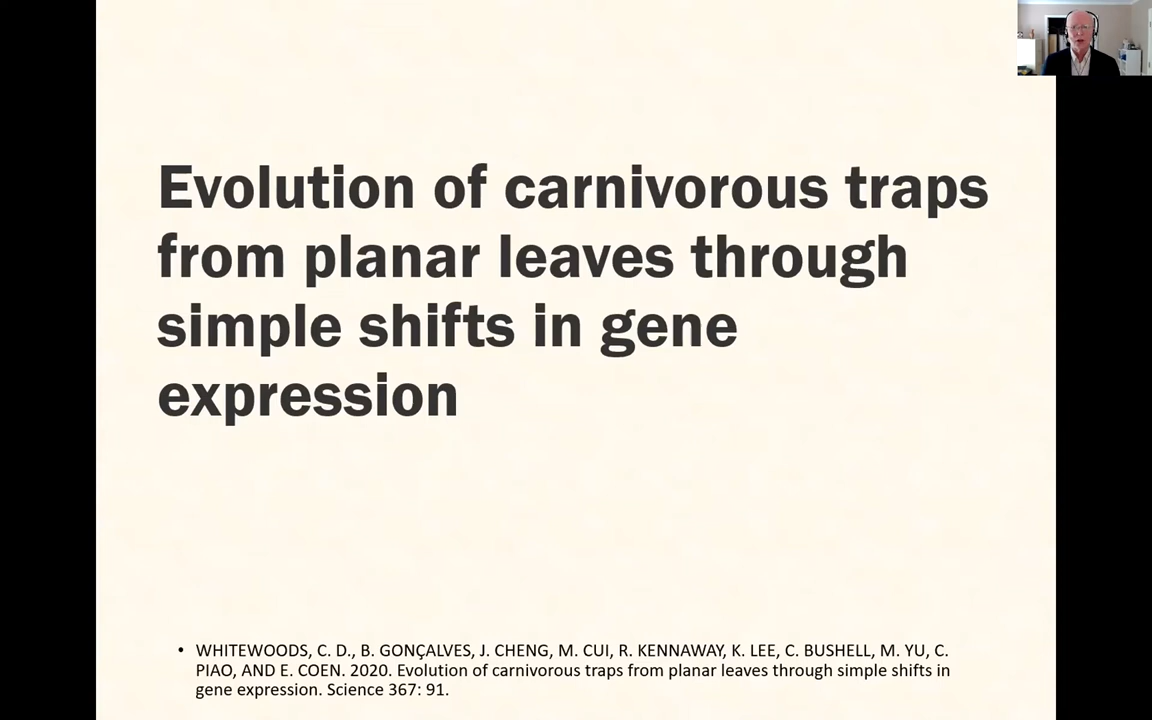 Evolution of carnivorous traps
from planar leaves through
simple shifts in gene
expression
• WHITEWOODS, C. D., B. GONÇALVES, J. CHENG, M. CUI, R. KENNAWAY, K. LEE, C. BUSHELL, M. YU, C.
PIAO, AND E. COEN. 2020. Evolution of carnivorous traps from planar leaves through simple shifts in
gene expression. Science 367: 91.